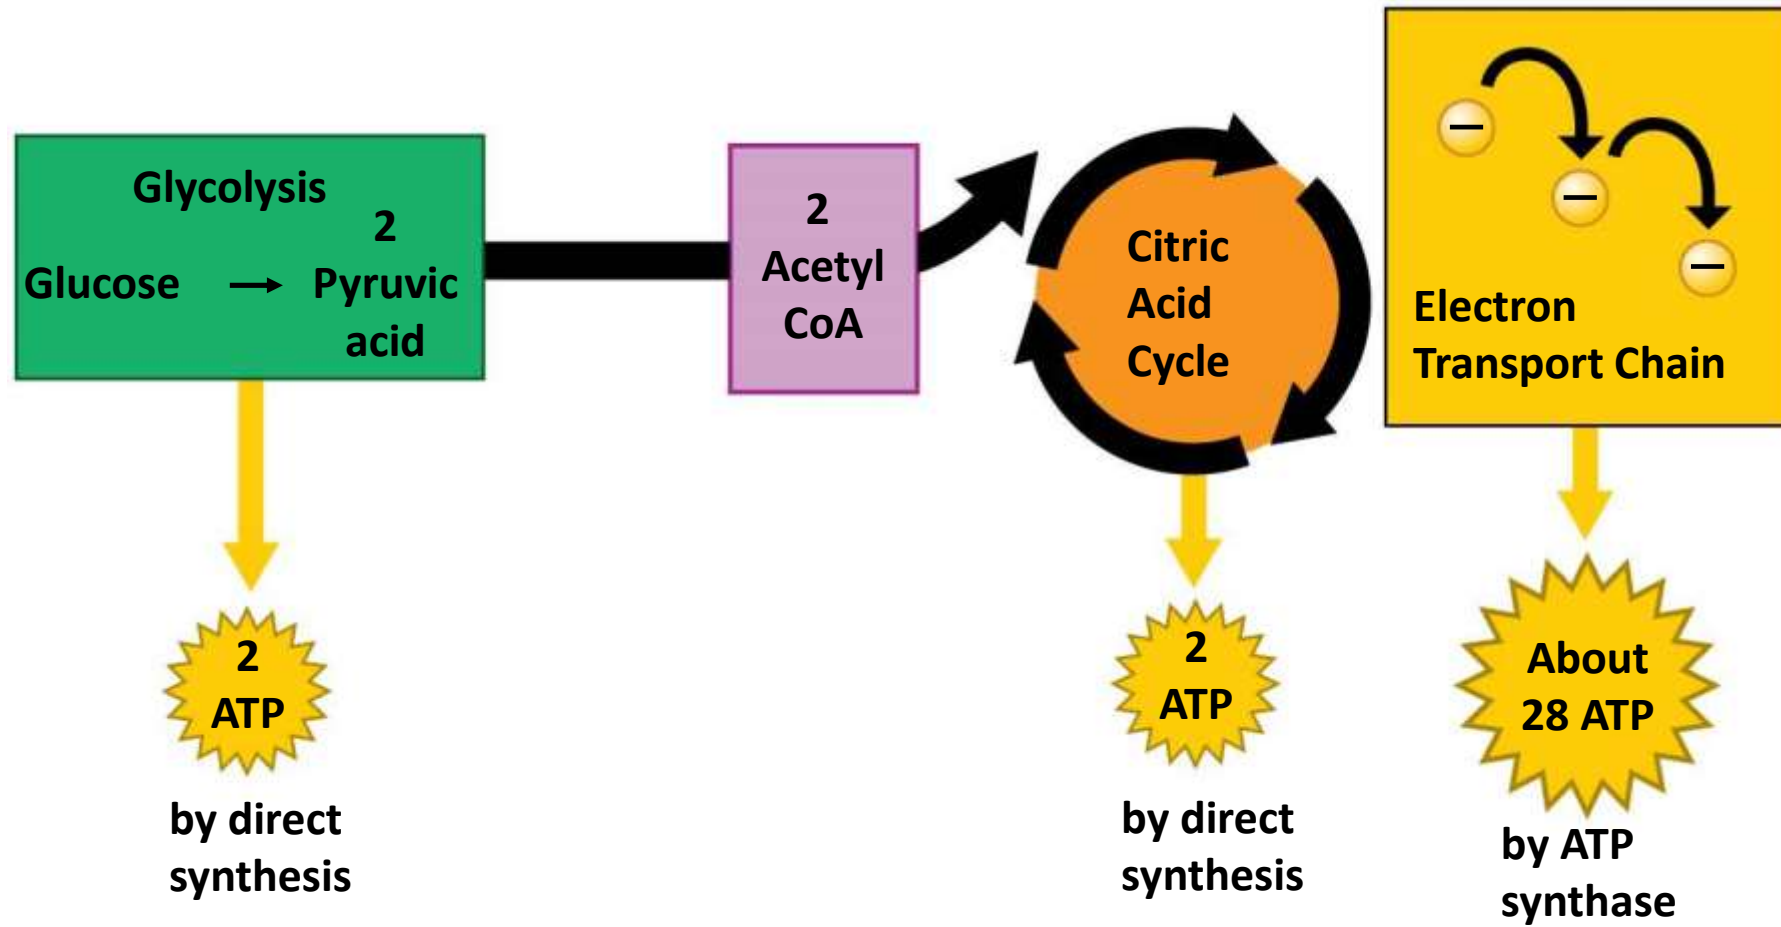 Glycolysis
Glucose
2
Pyruvic
acid
2
Acetyl
CoA
Citric
Acid
Cycle
Electron
Transport Chain
2
ATP
by direct
synthesis
2
ATP
by direct
synthesis
About
28 ATP
by ATP
synthase